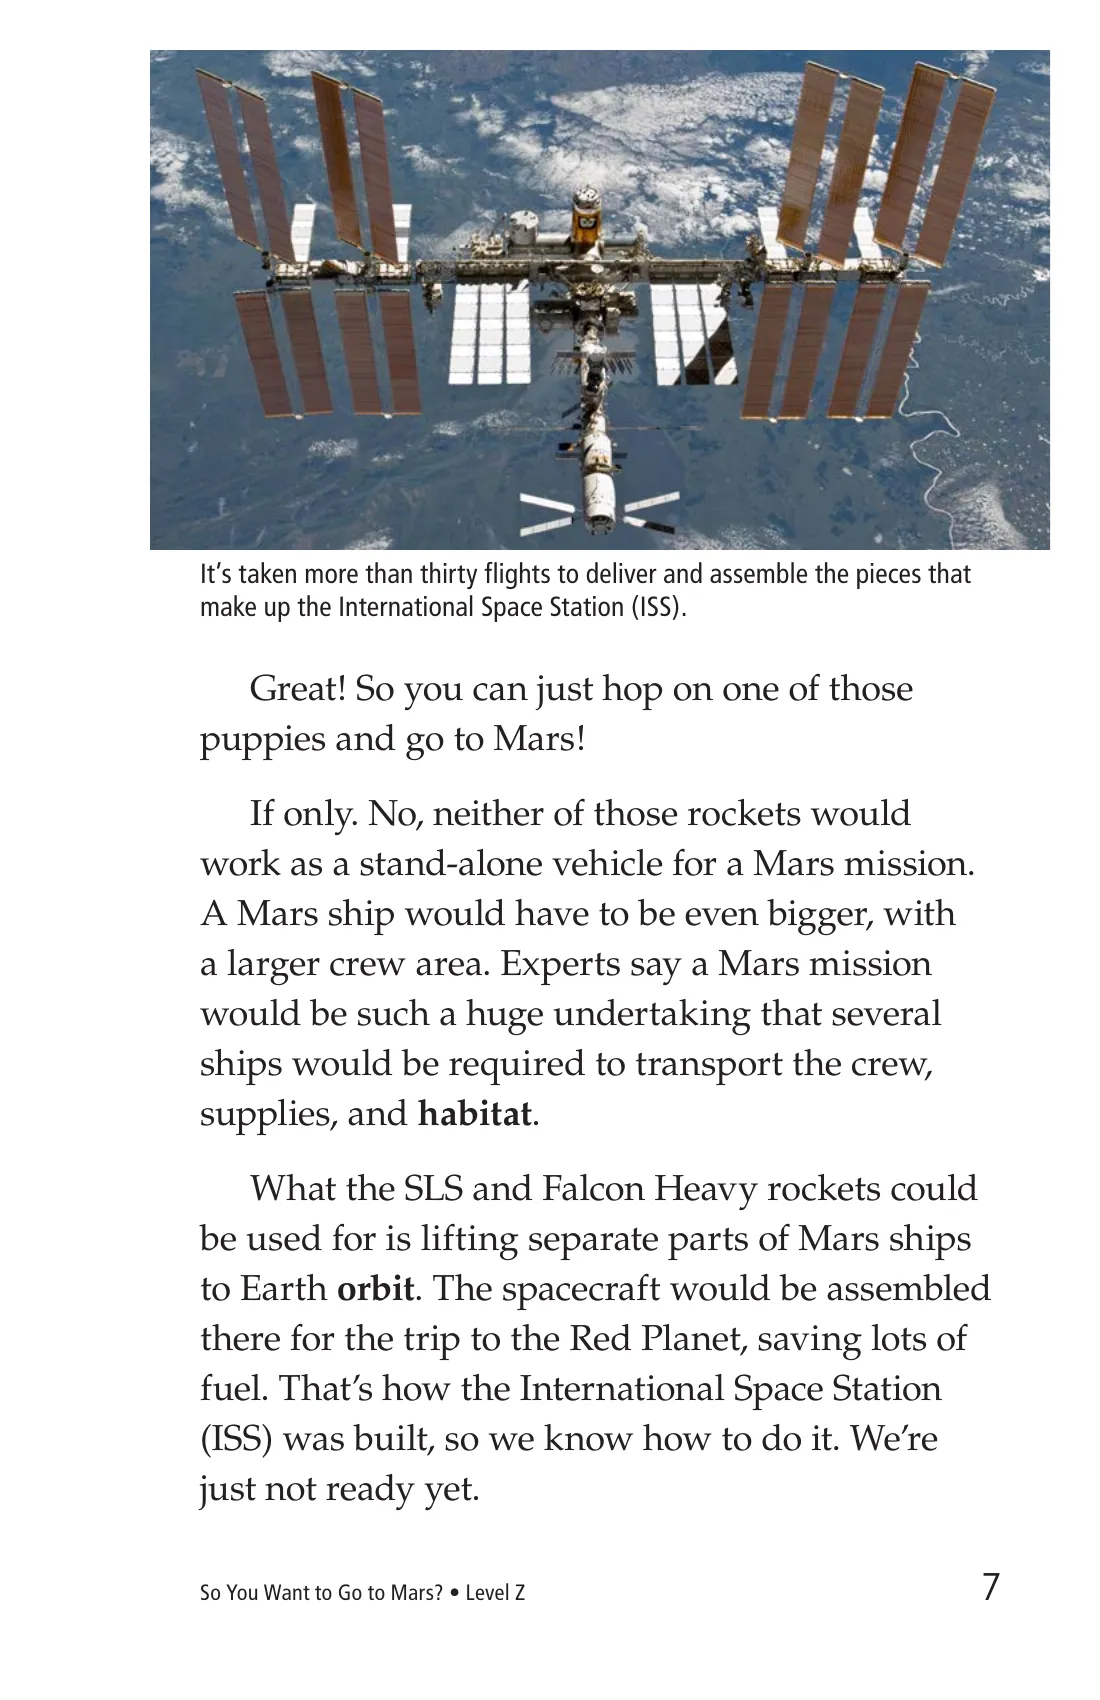 It’s taken more than thirty flights to deliver and assemble the pieces that
make up the International Space Station (ISS).
Great! So you can just hop on one of those
puppies and go to Mars!
If only. No, neither of those rockets would
work as a stand-alone vehicle for a Mars mission.
A Mars ship would have to be even bigger, with
a larger crew area. Experts say a Mars mission
would be such a huge undertaking that several
ships would be required to transport the crew,
supplies, and habitat.
What the SLS and Falcon Heavy rockets could
be used for is lifting separate parts of Mars ships
to Earth orbit. The spacecraft would be assembled
there for the trip to the Red Planet, saving lots of
fuel. That’s how the International Space Station
(ISS) was built, so we know how to do it. We’re
just not ready yet.
So You Want to Go to Mars? • Level Z
7